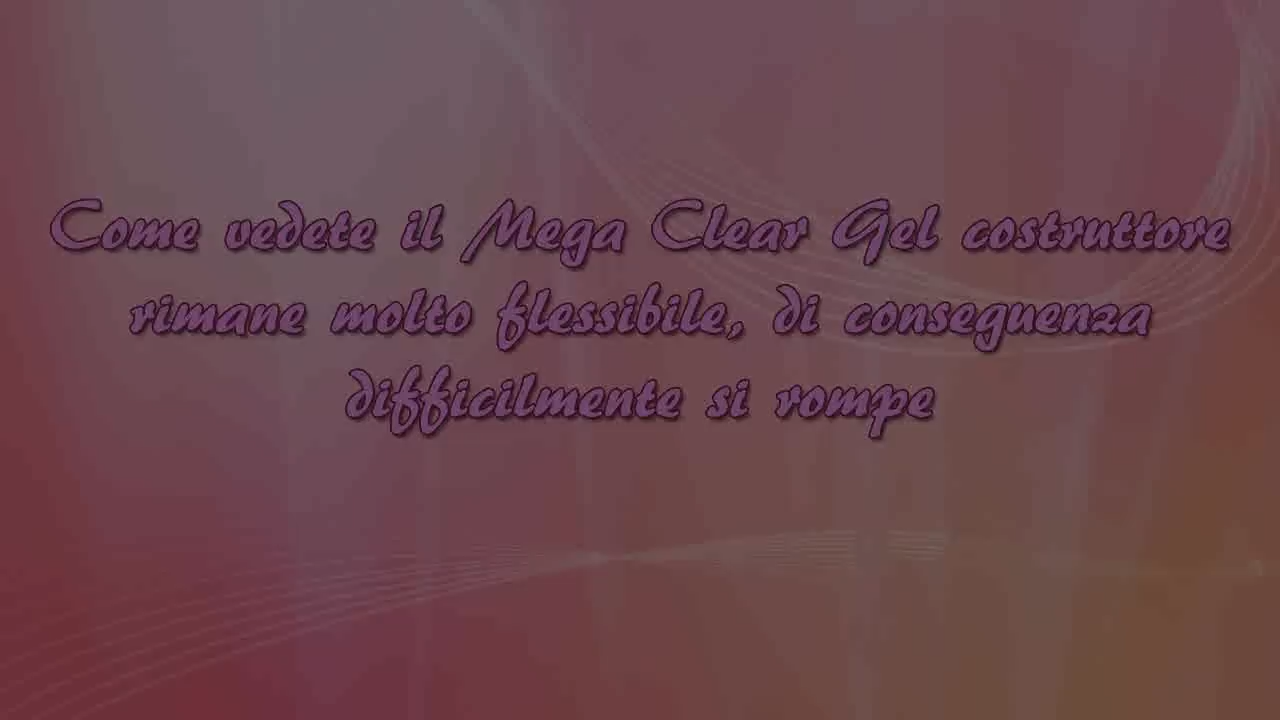 Come vedete il Mega Clear Gel costruttore
rimane molto flessibile, di conseguenza
difficilmente si rompe